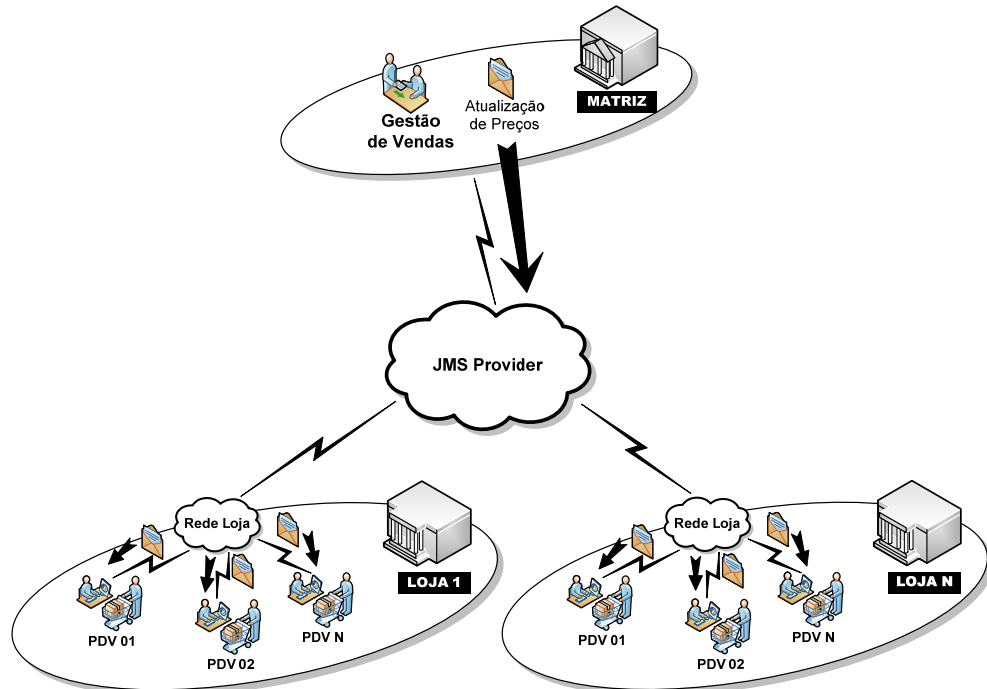 MATRIZ
Gestão
de Vendas
Atualização
de Preços
JMS Provider
Rede Loja
LOJA 1
PDV 01
PDV 02
PDV N
Rede Loja
LOJA N
PDV 01
PDV 02
PDV N